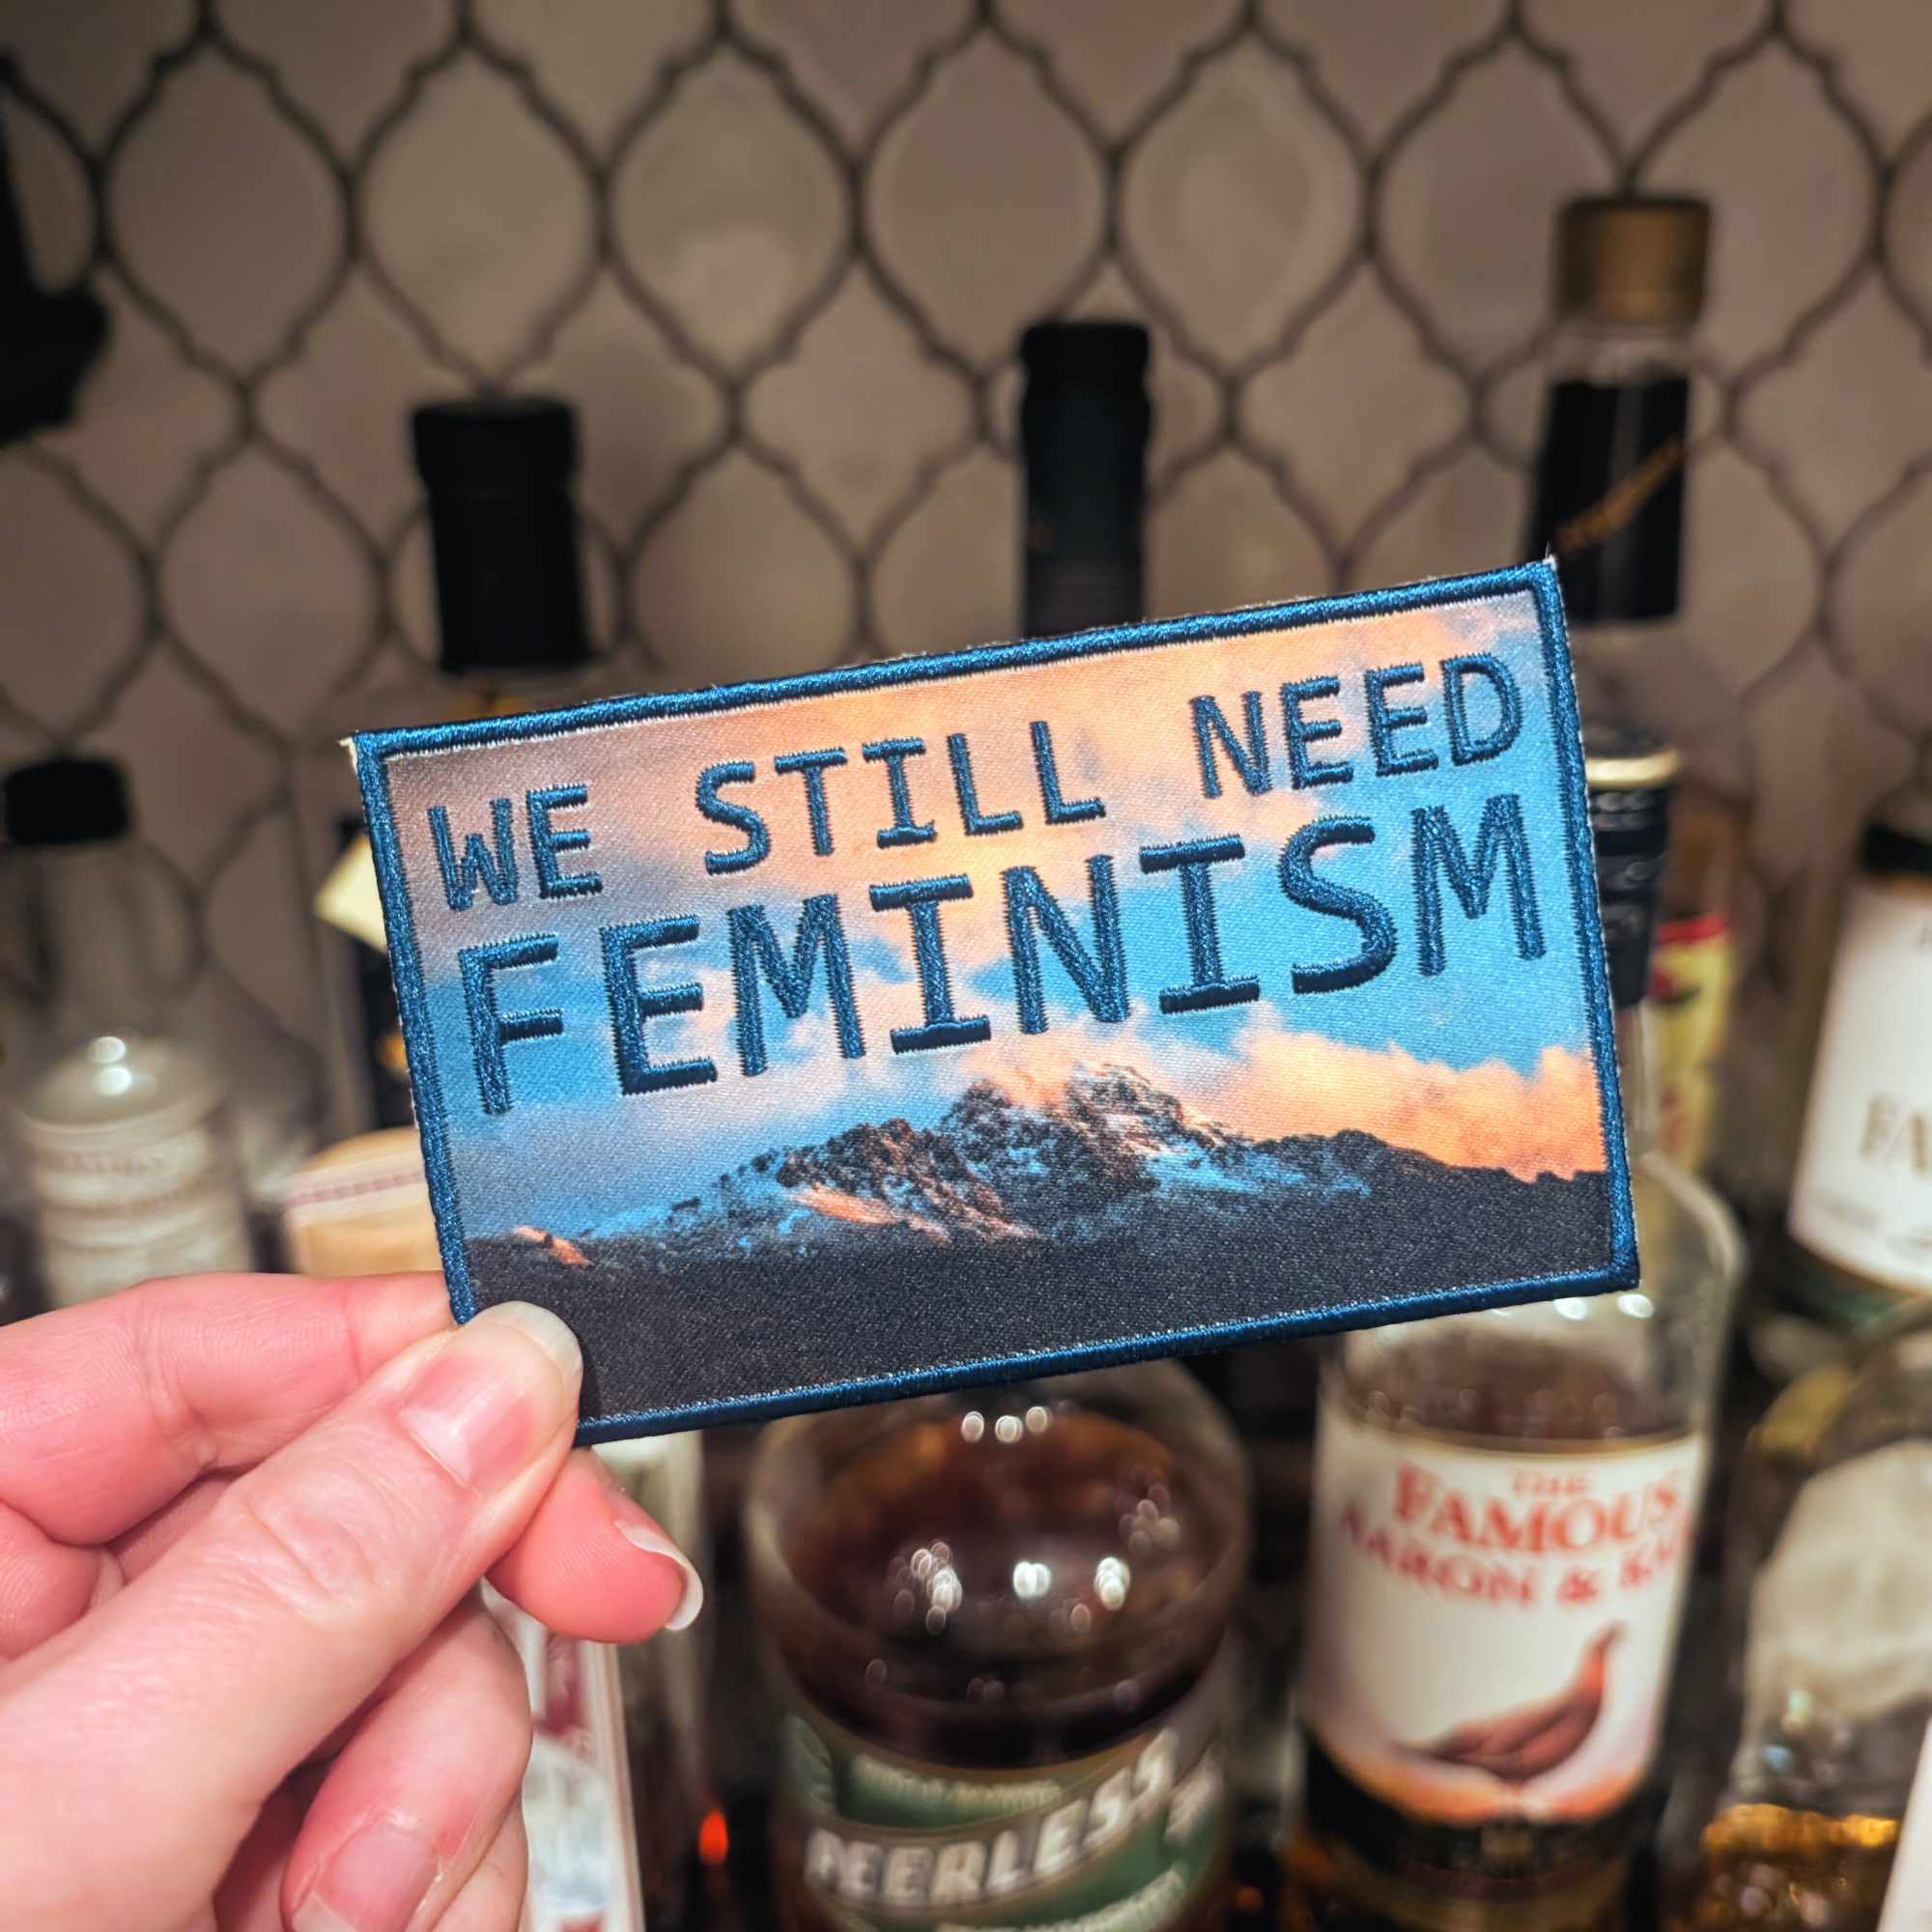 WE STILL NEED
FEMINISM
THE
FAMOUS
PEERLESS